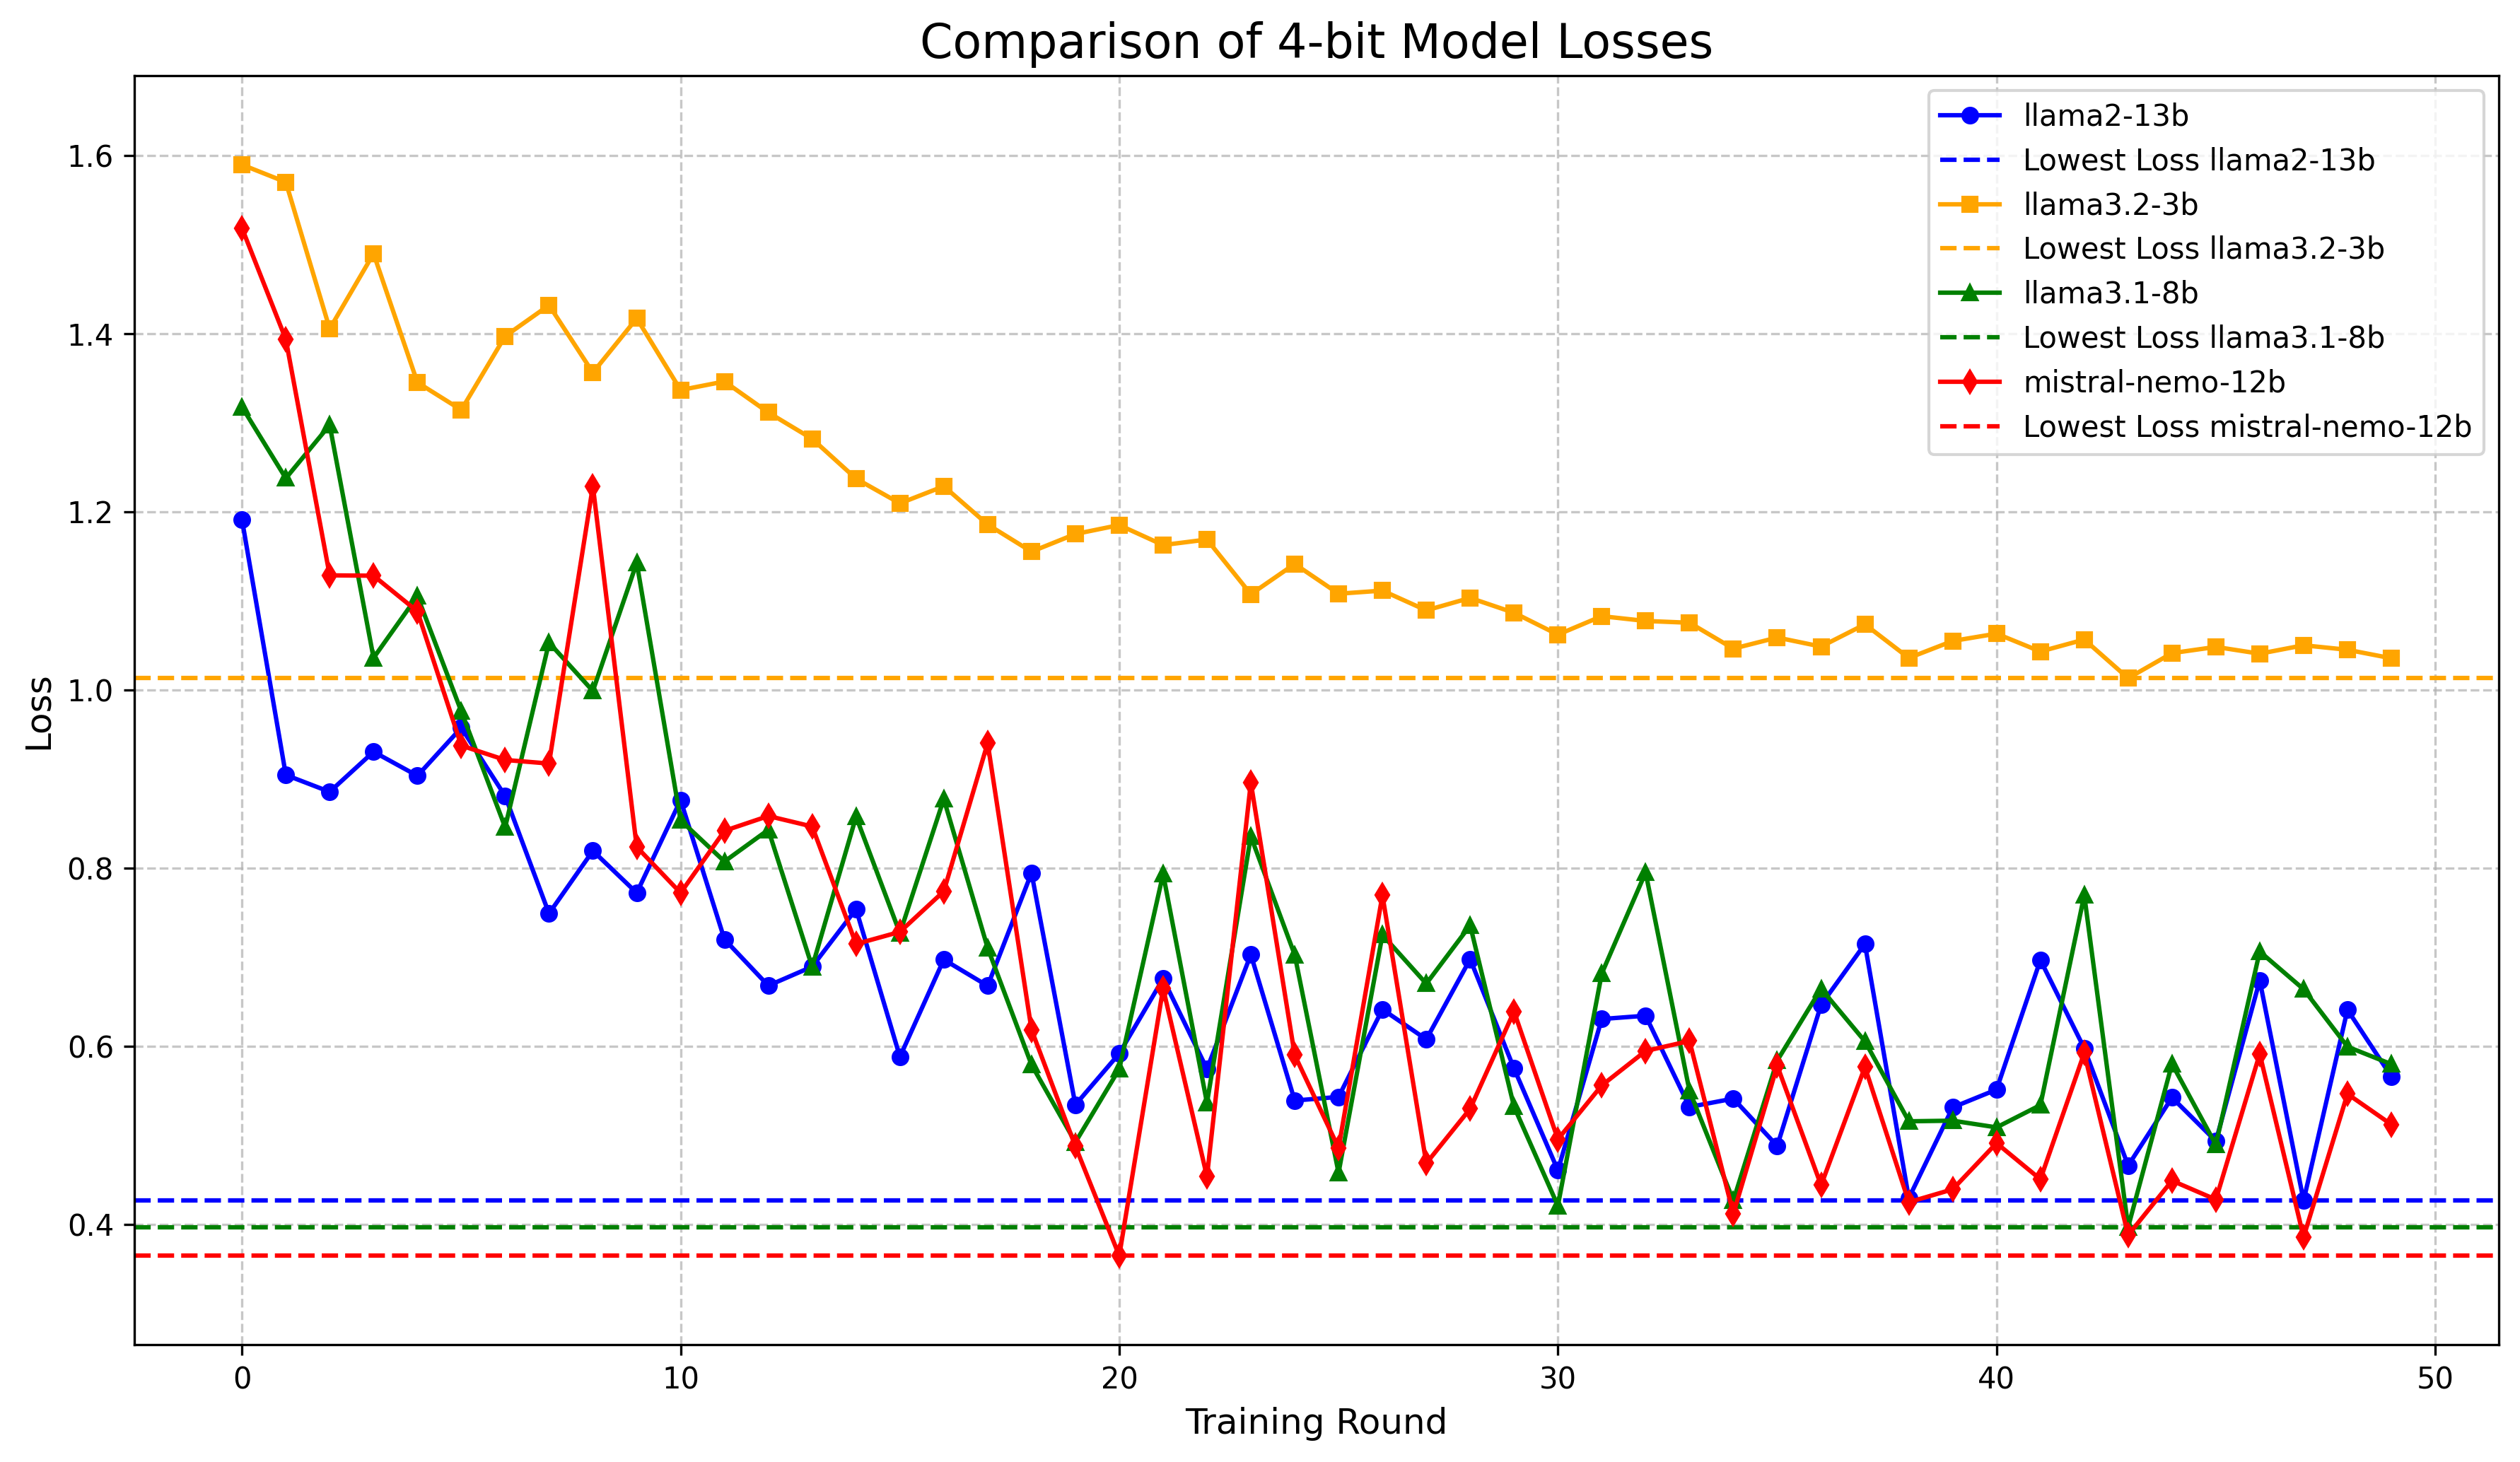 Comparison of 4-bit Model Losses
llama2-13b
Lowest Loss llama2-13b
llama3.2-3b
Lowest Loss llama3.2-3b
llama3.1-8b
Lowest Loss llama3.1-8b
mistral-nemo-12b
Lowest Loss mistral-nemo-12b
1.6
1.4
1.2
1.0
0.8
0.6
0.4
Loss
0 10 20 30 40 50
Training Round